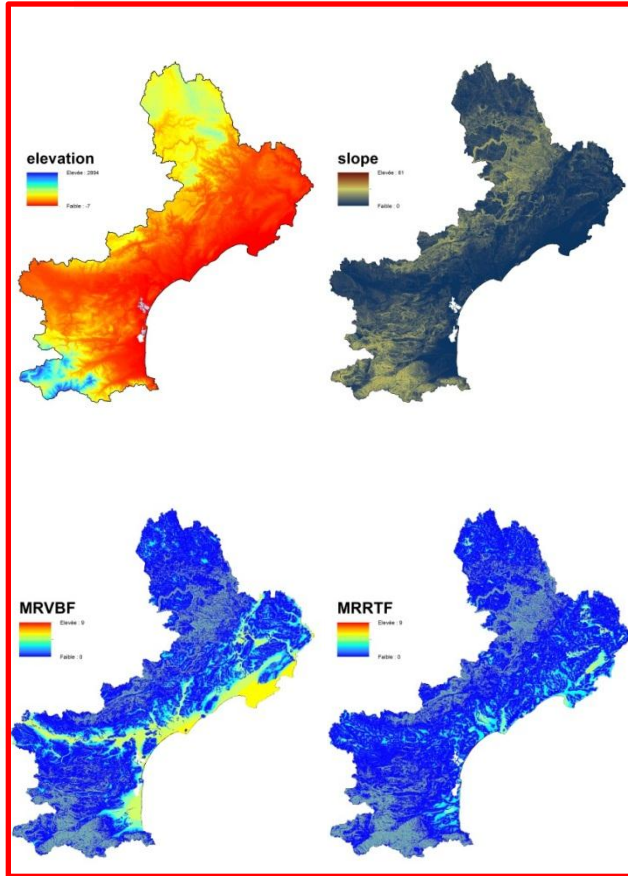 elevation
Elevée : 2894
Faible : -7
slope
Elevée : 81
Faible : 0
MRVBF
Elevée : 9
Faible : 0
MRRTF
Elevée : 9
Faible : 0